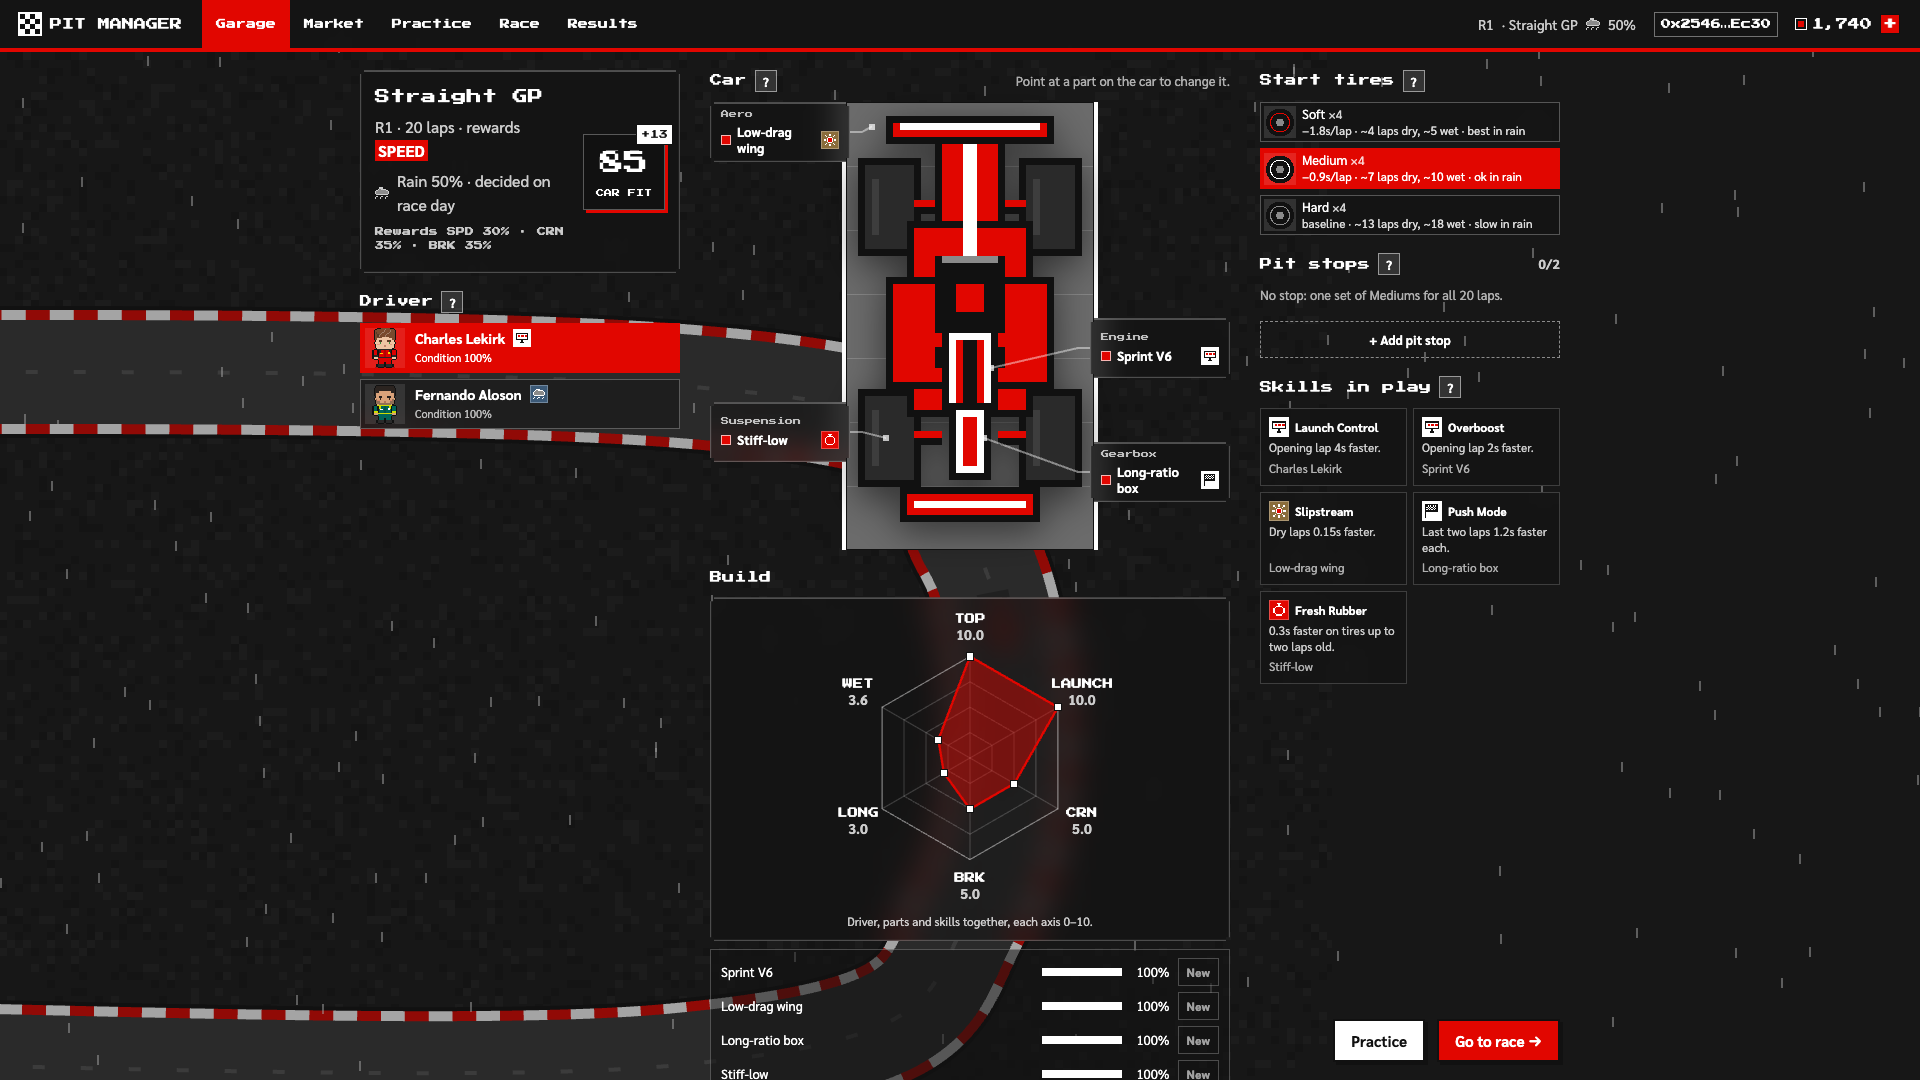 PIT MANAGER
Garage
Market
Practice
Race
Results
R1 · Straight GP
50%
0x2546…Ec30
1,740
+
Straight GP
R1 · 20 laps · rewards
SPEED
Rain 50% · decided on
race day
Rewards SPD 30% · CRN
35% · BRK 35%
+13
85
CAR FIT
Driver
?
Charles Lekirk
Condition 100%
Fernando Aloson
Condition 100%
Car
?
Point at a part on the car to change it.
Aero
Low-drag
wing
Engine
Sprint V6
Suspension
Stiff-low
Gearbox
Long-ratio
box
Build
TOP
10.0
WET
3.6
LAUNCH
10.0
LONG
3.0
CRN
5.0
BRK
5.0
Driver, parts and skills together, each axis 0–10.
Sprint V6
100%
New
Low-drag wing
100%
New
Long-ratio box
100%
New
Stiff-low
100%
New
Start tires
?
Soft ×4
−1.8s/lap · ~4 laps dry, ~5 wet · best in rain
Medium ×4
−0.9s/lap · ~7 laps dry, ~10 wet · ok in rain
Hard ×4
baseline · ~13 laps dry, ~18 wet · slow in rain
Pit stops
?
0/2
No stop: one set of Mediums for all 20 laps.
+ Add pit stop
Skills in play
?
Launch Control
Opening lap 4s faster.
Charles Lekirk
Overboost
Opening lap 2s faster.
Sprint V6
Slipstream
Dry laps 0.15s faster.
Low-drag wing
Push Mode
Last two laps 1.2s faster
each.
Long-ratio box
Fresh Rubber
0.3s faster on tires up to
two laps old.
Stiff-low
Practice
Go to race →